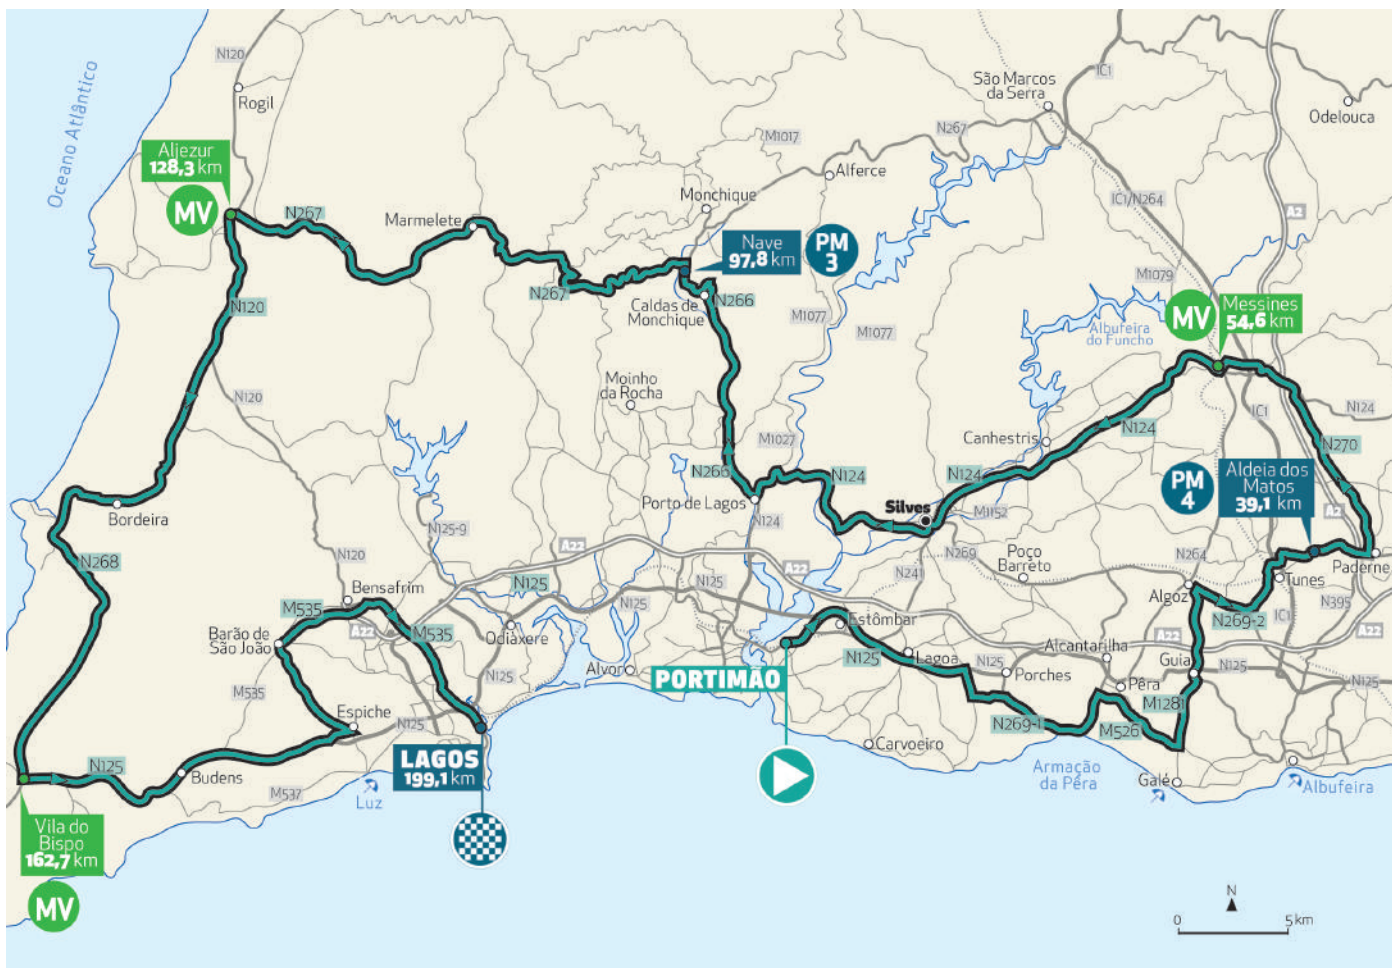 N120
Rogil
Oceano Atlântico
Aljezur
128,3 km
MV
N267
Marmelete
N120
N267
Monchique
Nave
97,8 km
PM
3
Caldas de
Monchique
N266
M1017
Alferce
N267
São Marcos
da Serra
IC1
Odelouca
IC1/N264
A2
M1079
M1077
M1077
Albufeira
do Funcho
MV
Messines
54,6 km
N120
Moinho
da Rocha
M1027
N266
Porto de Lagos
N124
N124
Silves
Canhestris
N124
N124
IC1
N270
N124
PM
4
Aldeia dos
Matos
39,1 km
A2
Bordeira
N268
N125-9
N120
Bensafrim
M535
A22
N125
Odiáxere
N125
N125
A22
N124
A22
M1152
N269
N241
Poço
Barreto
N264
Algoz
N269-2
Tunes
Paderne
N395
IC1
A22
Barão de
São João
M535
A22
M535
N125
Alvor
PORTIMÃO
Estômbar
N125
Lagoa
N125
Porches
Alcantarilha
A22
Guia
N125
N125
Pêra
M1281
N269-1
M526
Espiche
N125
LAGOS
199,1 km
Carvoeiro
Armação
da Pêra
Galé
Albufeira
N125
Budens
M537
Luz
Vila do
Bispo
162,7 km
MV
N
0
5km